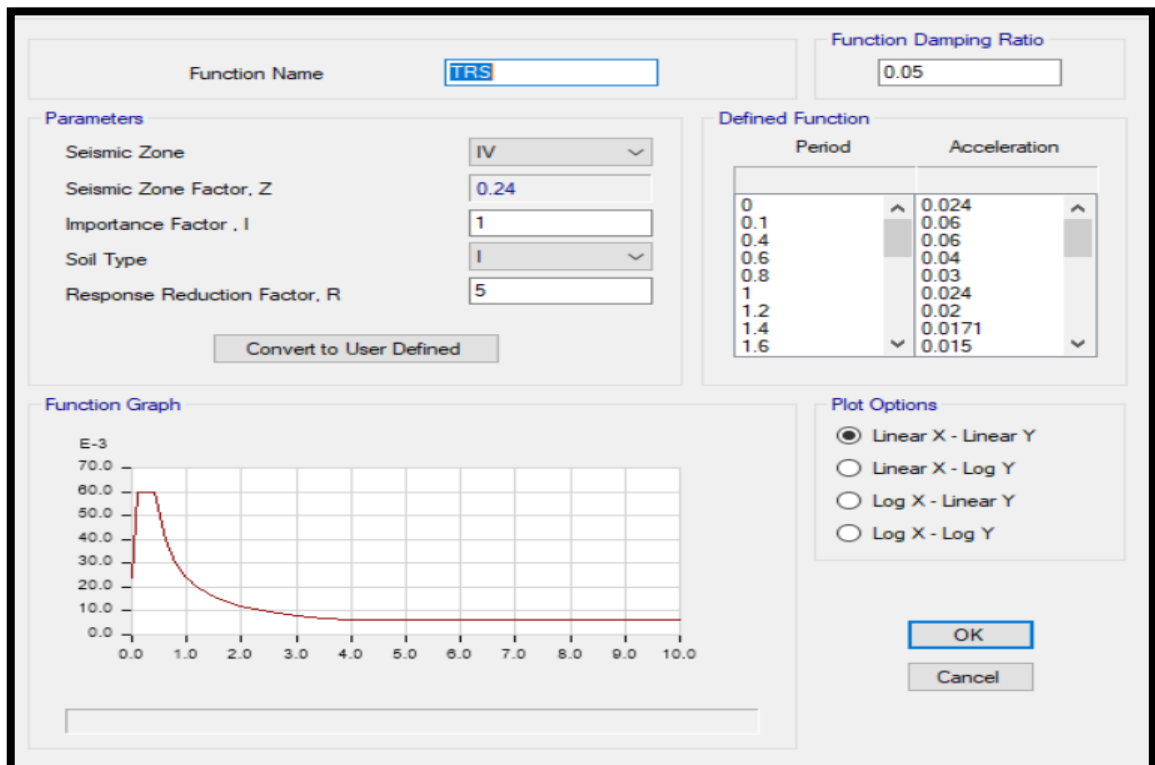 Function Damping Ratio
Function Name TRS 0.05
Parameters
Seismic Zone IV
Seismic Zone Factor, Z 0.24
Importance Factor , I 1
Soil Type I
Response Reduction Factor, R 5
Convert to User Defined
Defined Function
Period Acceleration
0 0.024
0.1 0.06
0.4 0.06
0.6 0.04
0.8 0.03
1 0.024
1.2 0.02
1.4 0.0171
1.6 0.015
Function Graph
E-3
70.0
60.0
50.0
40.0
30.0
20.0
10.0
0.0
0.0 1.0 2.0 3.0 4.0 5.0 6.0 7.0 8.0 9.0 10.0
Plot Options
Linear X - Linear Y
Linear X - Log Y
Log X - Linear Y
Log X - Log Y
OK
Cancel